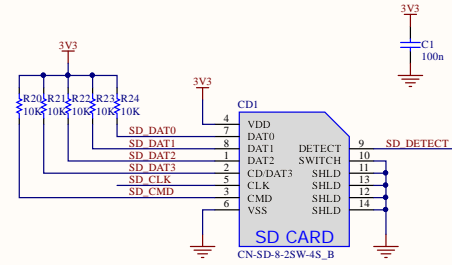 3V3
C1
100n
3V3
R20 R21 R22 R23 R24
10K 10K 10K 10K 10K
3V3
CD1
4 VDD
SD_DAT0 7 DAT0
SD_DAT1 8 DAT1 DETECT 9 SD_DETECT
SD_DAT2 1 DAT2 SWITCH 10
SD_DAT3 2 CD/DAT3 SHLD 11
SD_CLK 5 CLK SHLD 13
SD_CMD 3 CMD SHLD 12
6 VSS SHLD 14
SD CARD
CN-SD-8-2SW-4S_B